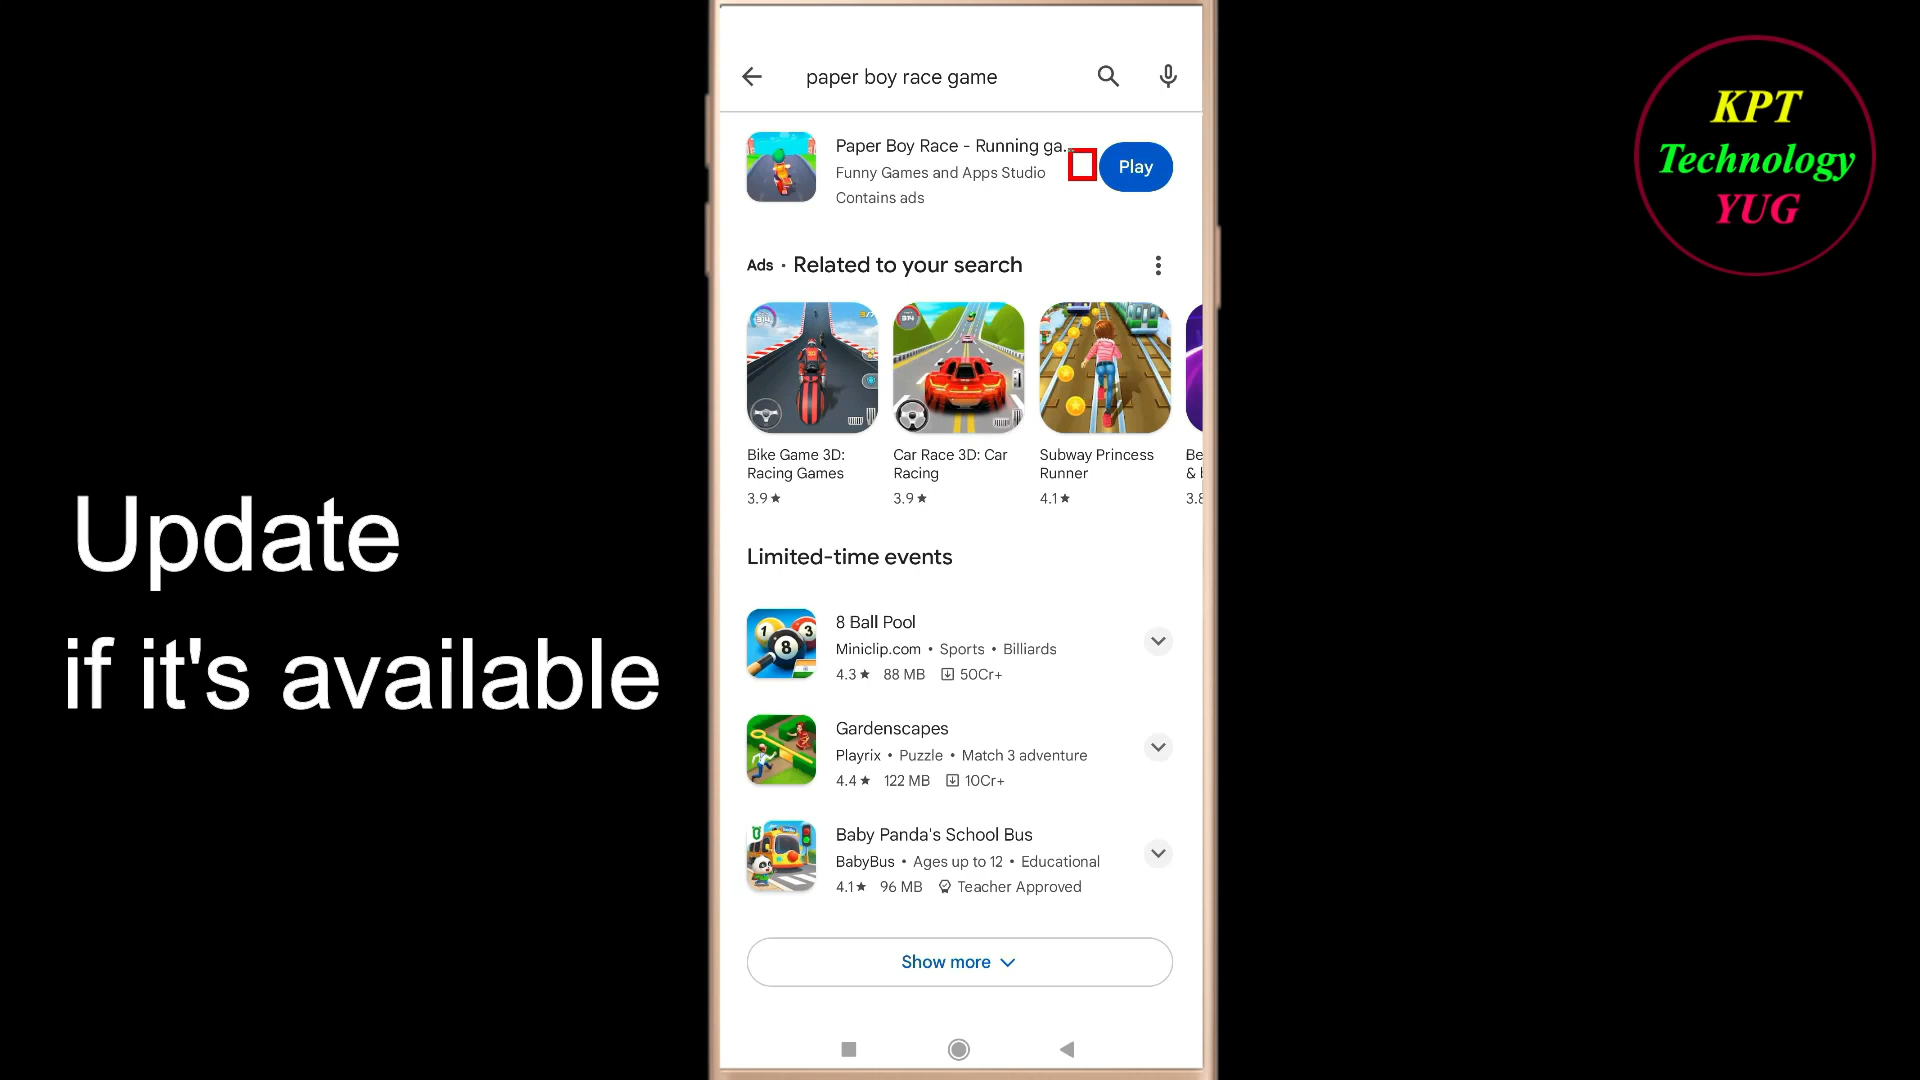 paper boy race game
Paper Boy Race - Running ga...
Funny Games and Apps Studio
Contains ads
Play
Ads · Related to your search
Bike Game 3D:
Racing Games
3.9★
Car Race 3D: Car
Racing
3.9★
Subway Princess
Runner
4.1★
Be
&
3.8
Limited-time events
8 Ball Pool
Miniclip.com • Sports • Billiards
4.3★ 88 MB 50Cr+
Gardenscapes
Playrix • Puzzle • Match 3 adventure
4.4★ 122 MB 10Cr+
Baby Panda's School Bus
BabyBus • Ages up to 12 • Educational
4.1★ 96 MB Teacher Approved
Show more
Update
if it's available
KPT
Technology
YUG